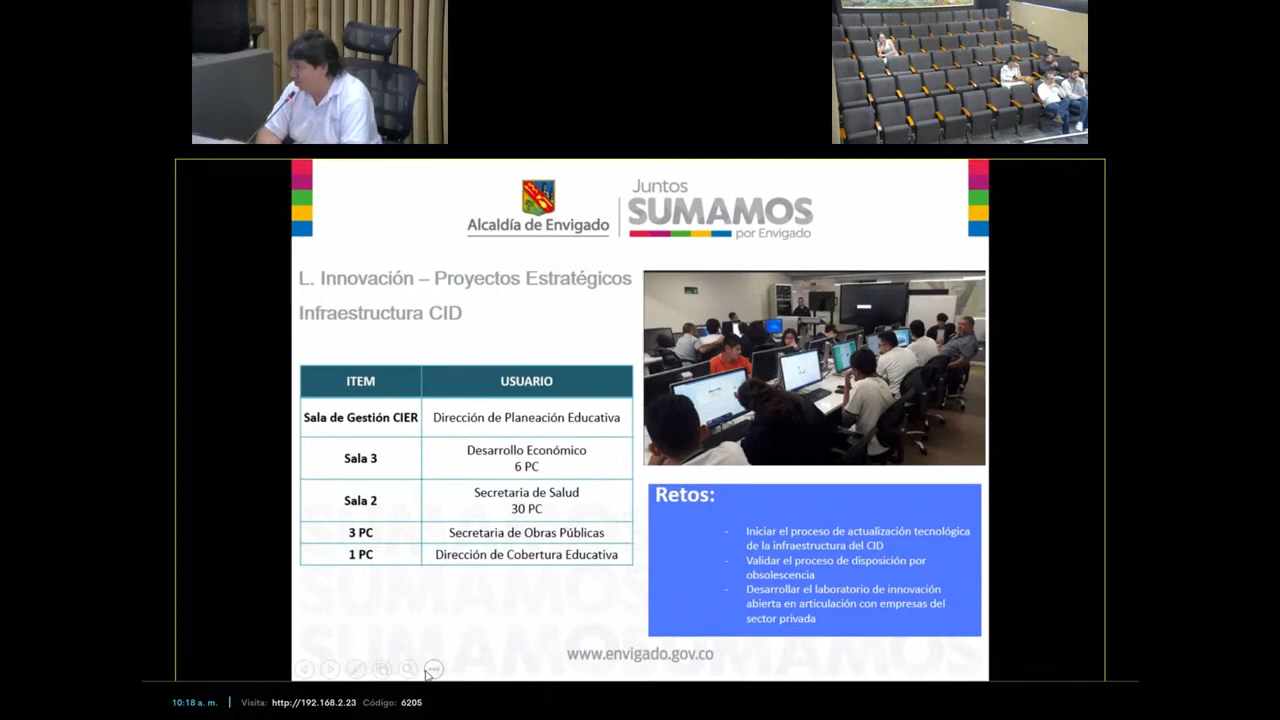 Alcaldía de Envigado
Juntos
SUMAMOS
por Envigado
L. Innovación – Proyectos Estratégicos
Infraestructura CID
ITEM
USUARIO
Sala de Gestión CIER
Dirección de Planeación Educativa
Sala 3
Desarrollo Económico
6 PC
Sala 2
Secretaria de Salud
30 PC
3 PC
Secretaria de Obras Públicas
1 PC
Dirección de Cobertura Educativa
Retos:
- Iniciar el proceso de actualización tecnológica
de la infraestructura del CID
- Validar el proceso de disposición por
obsolescencia
- Desarrollar el laboratorio de innovación
abierta en articulación con empresas del
sector privada
SUMAMOS
SUMAMOS
SUMAMOS SUMAMOS
www.envigado.gov.co
10:18 a. m. | Visita: http://192.168.2.23 Código: 6205